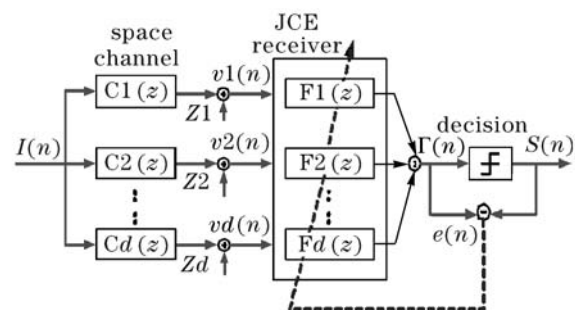 space
channel
JCE
receiver
I(n)
C1(z)
Z1
v1(n)
F1(z)
C2(z)
Z2
v2(n)
F2(z)
Γ(n)
decision
S(n)
Cd(z)
Zd
vd(n)
Fd(z)
e(n)